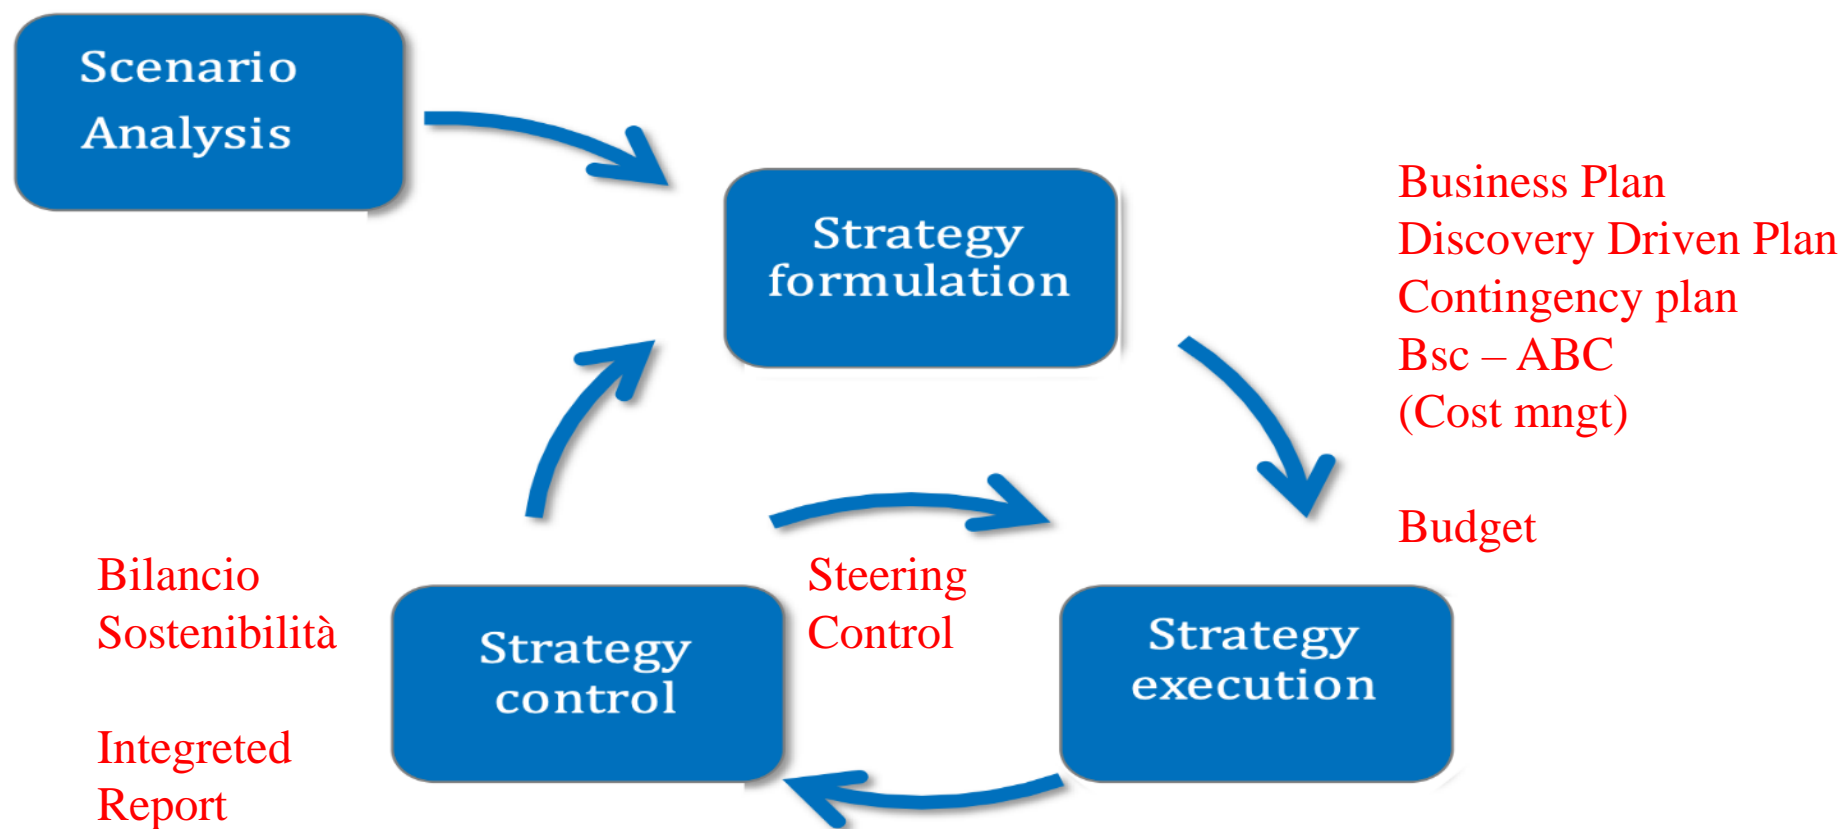 Scenario
Analysis
Strategy
formulation
Business Plan
Discovery Driven Plan
Contingency plan
Bsc – ABC
(Cost mngt)
Budget
Bilancio
Sostenibilità
Integreted
Report
Strategy
control
Steering
Control
Strategy
execution